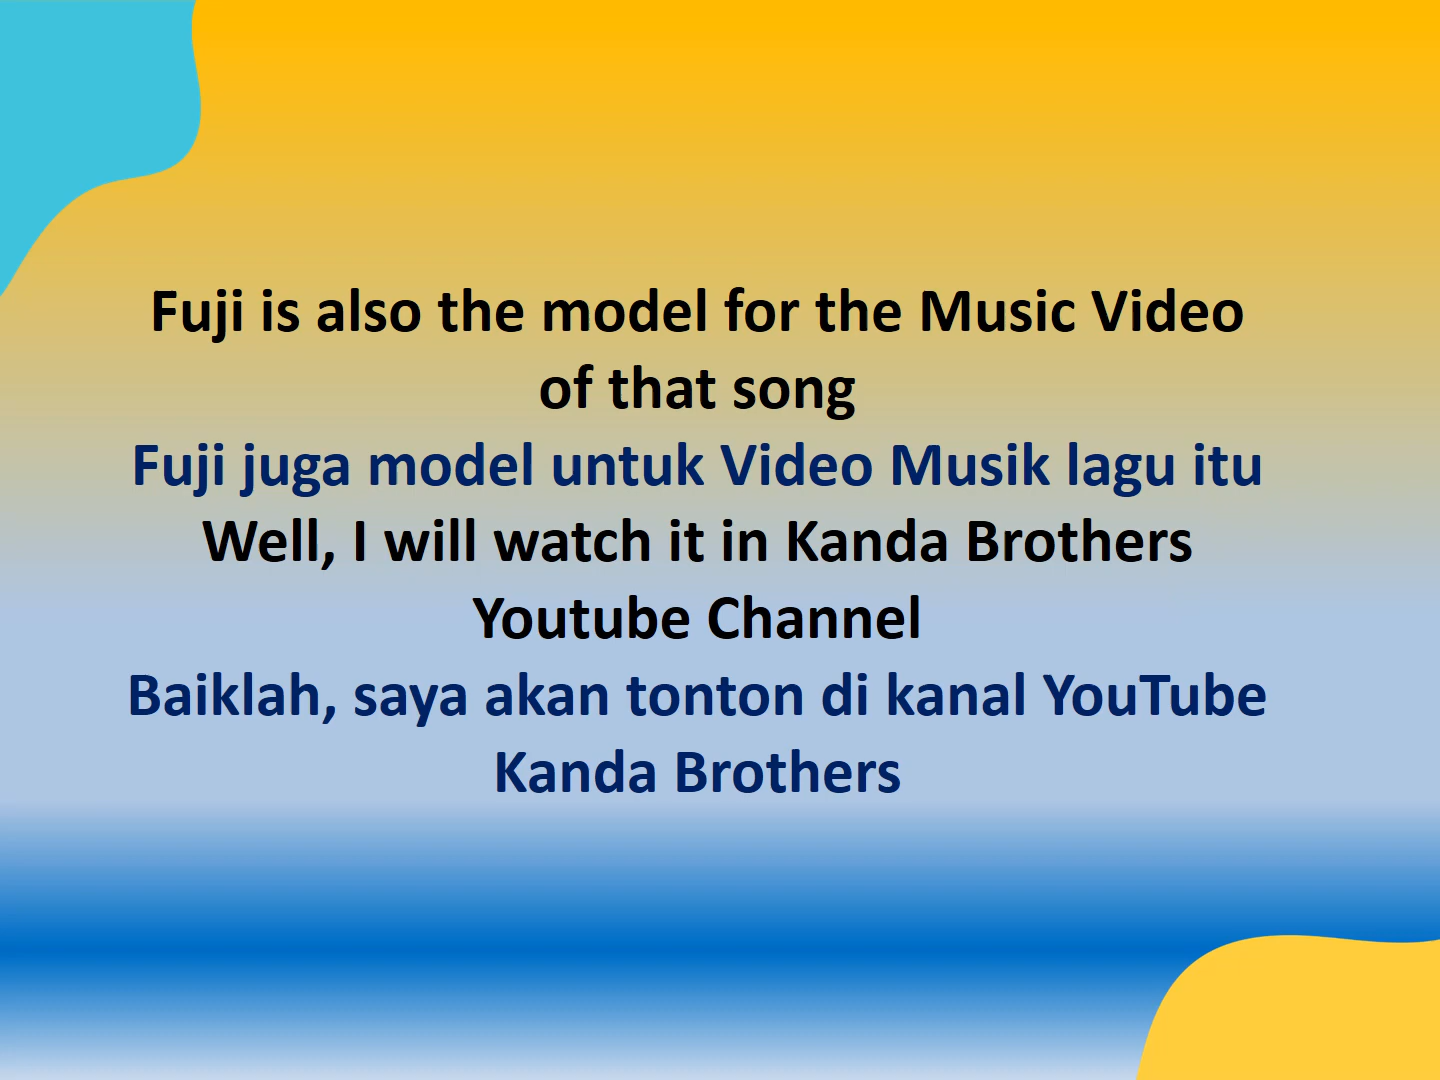 Fuji is also the model for the Music Video
of that song
Fuji juga model untuk Video Musik lagu itu
Well, I will watch it in Kanda Brothers
Youtube Channel
Baiklah, saya akan tonton di kanal YouTube
Kanda Brothers